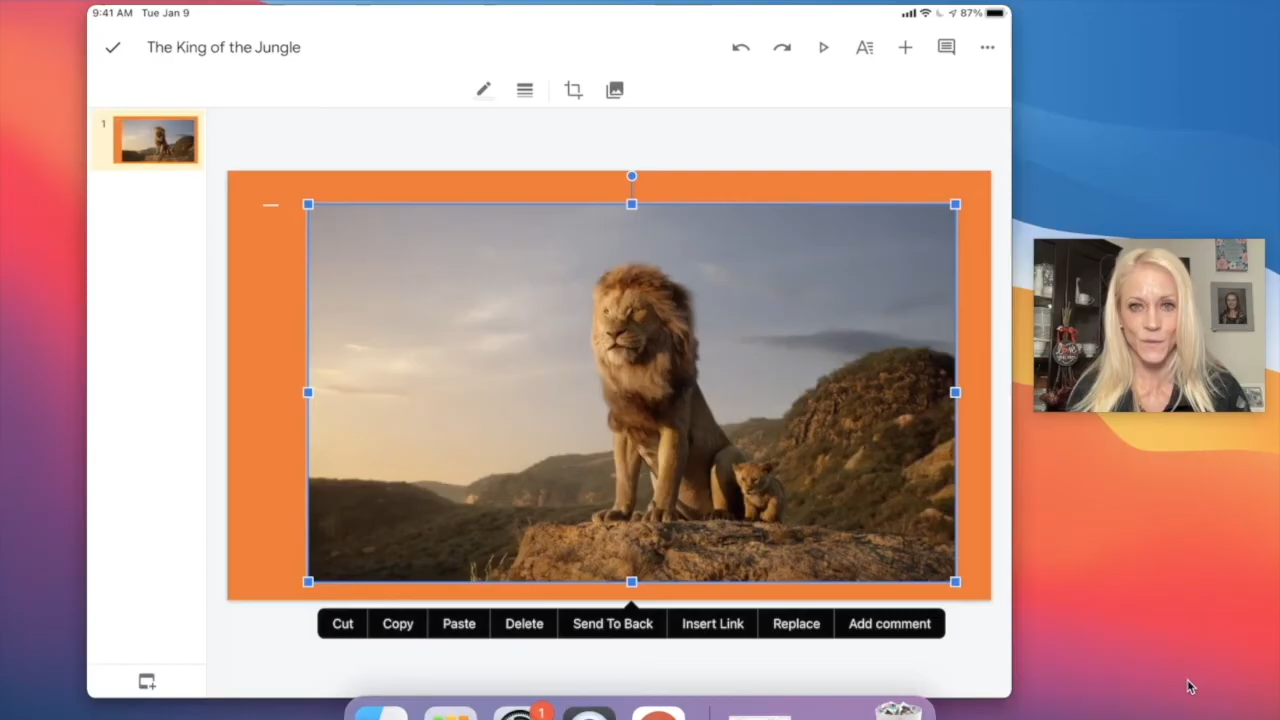 9:41 AM Tue Jan 9
87%
The King of the Jungle
1
Cut Copy Paste Delete Send To Back Insert Link Replace Add comment
1